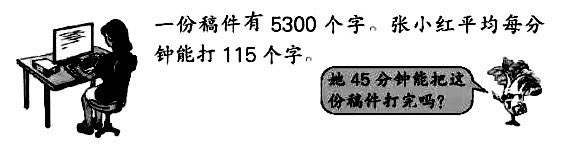 一份稿件有 5300 个字。张小红平均每分
钟能打 115 个字。
她 45 分钟能把这
份稿件打完吗?